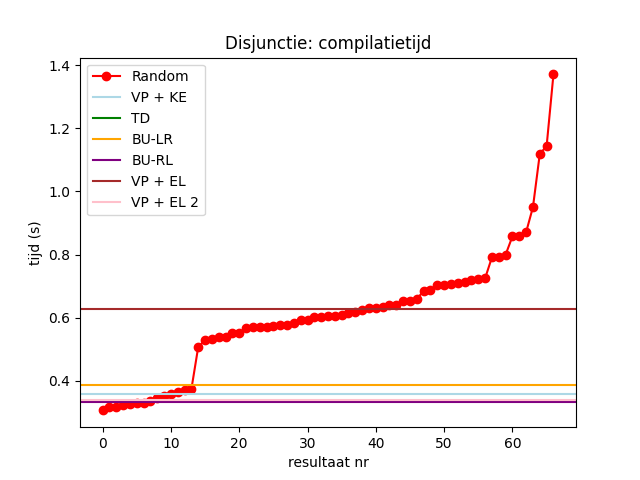 Disjunctie: compilatietijd
Random
VP + KE
TD
BU-LR
BU-RL
VP + EL
VP + EL 2
tijd (s)
1.4
1.2
1.0
0.8
0.6
0.4
0 10 20 30 40 50 60
resultaat nr